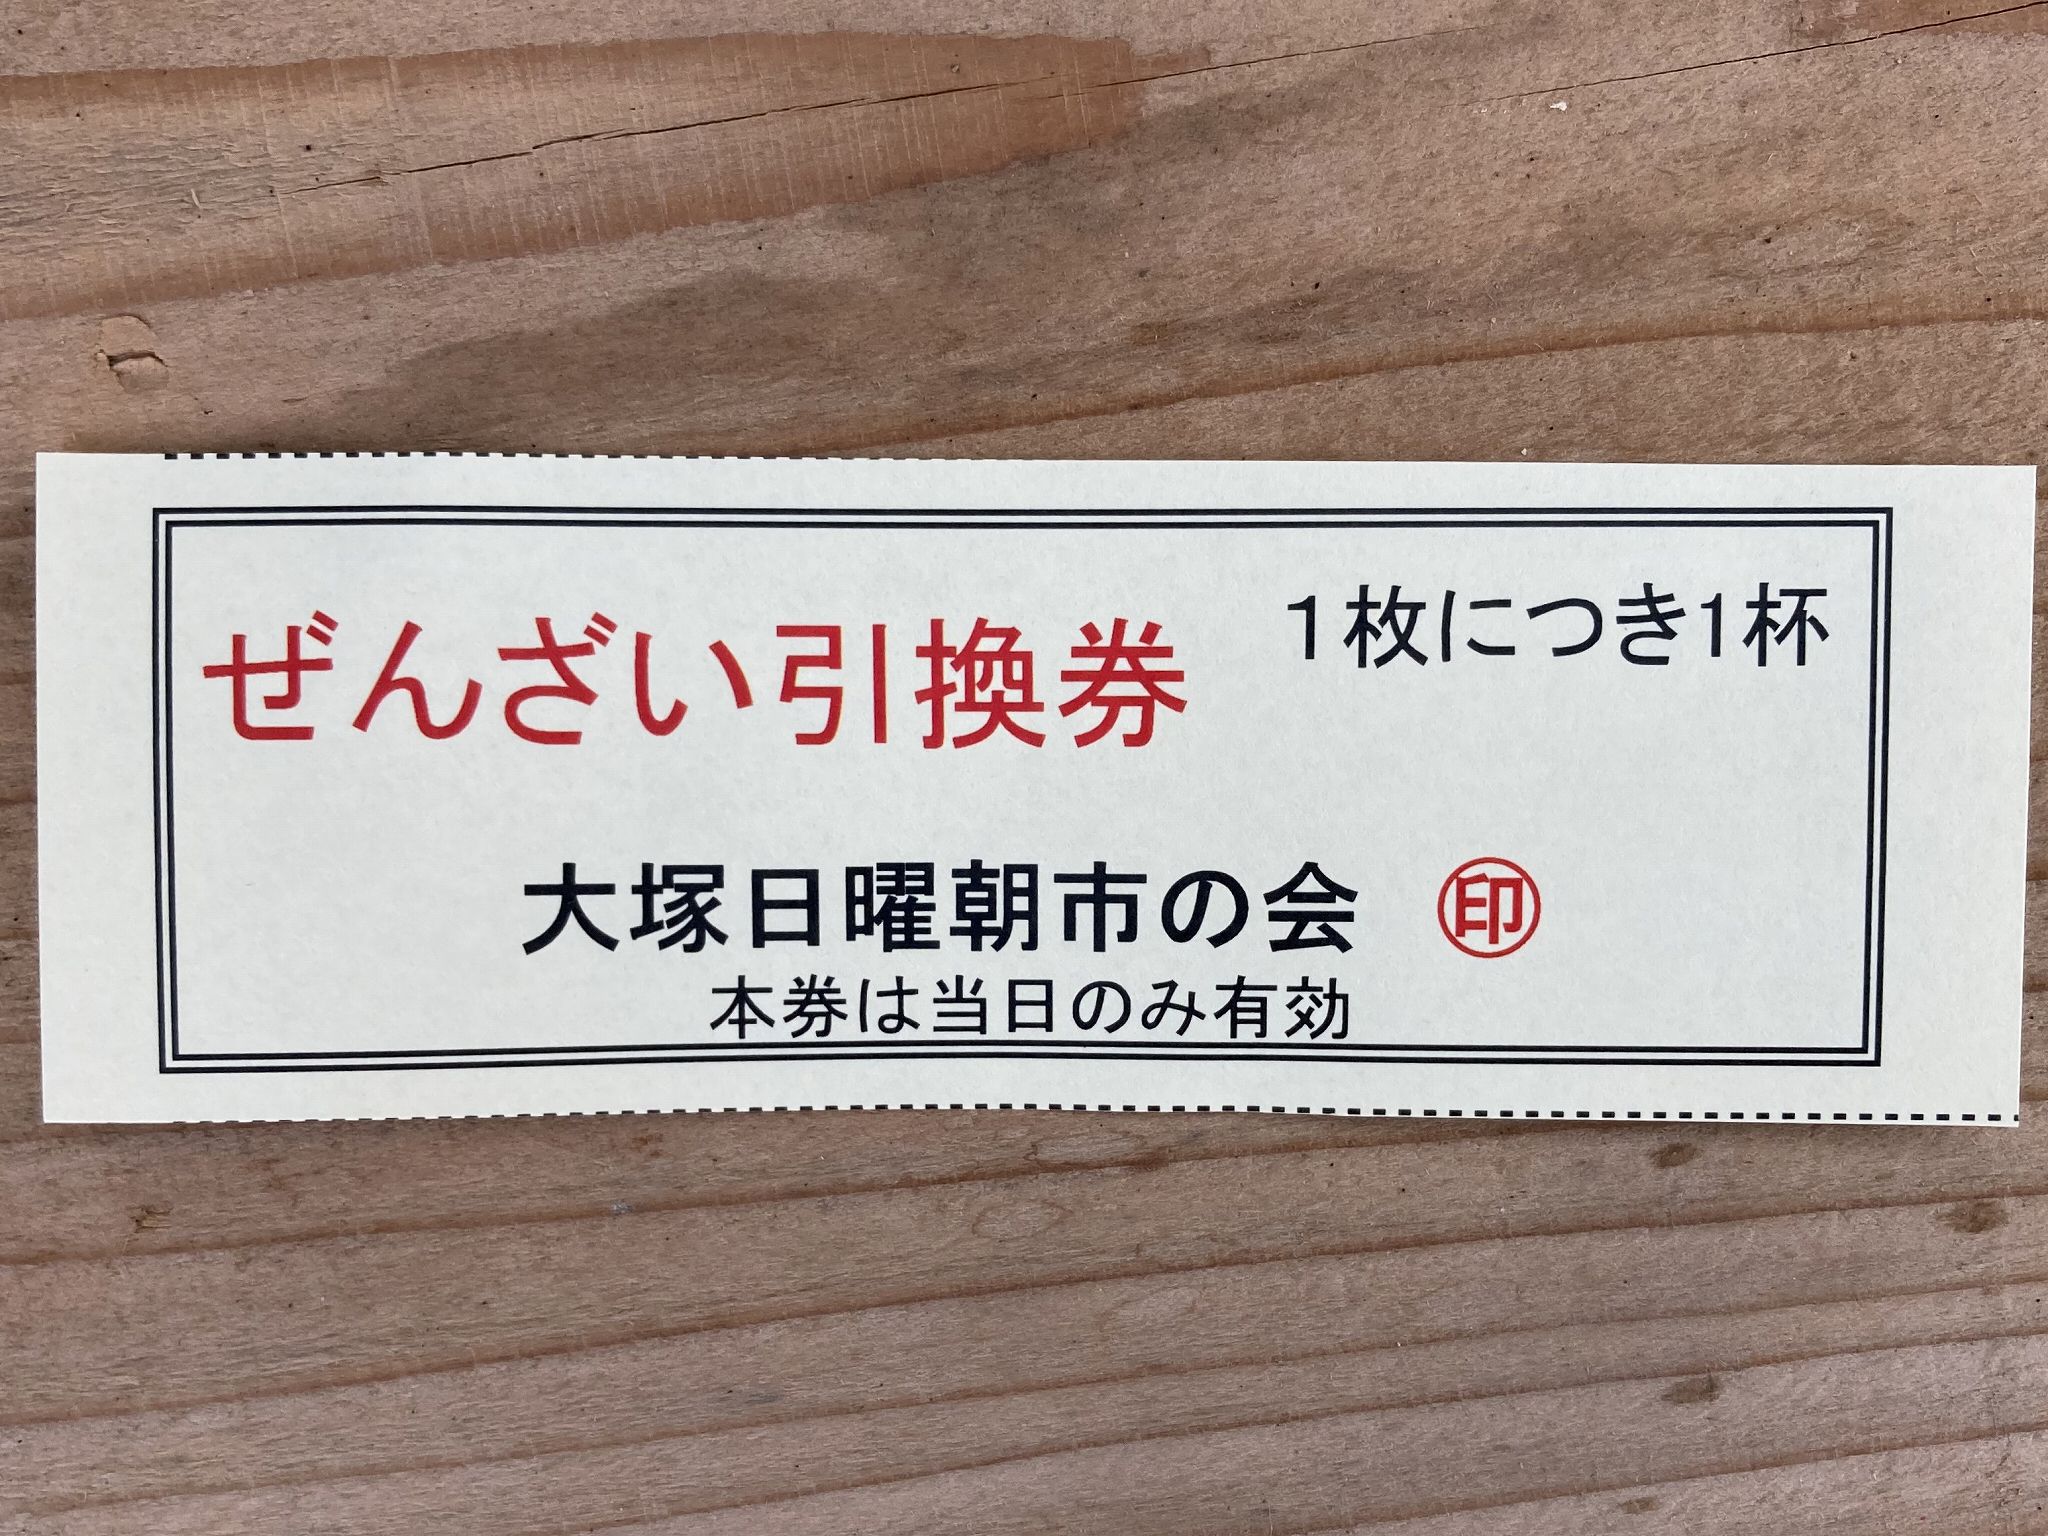 ぜんざい引換券 1枚につき1杯
大塚日曜朝市の会 ㊞
本券は当日のみ有効